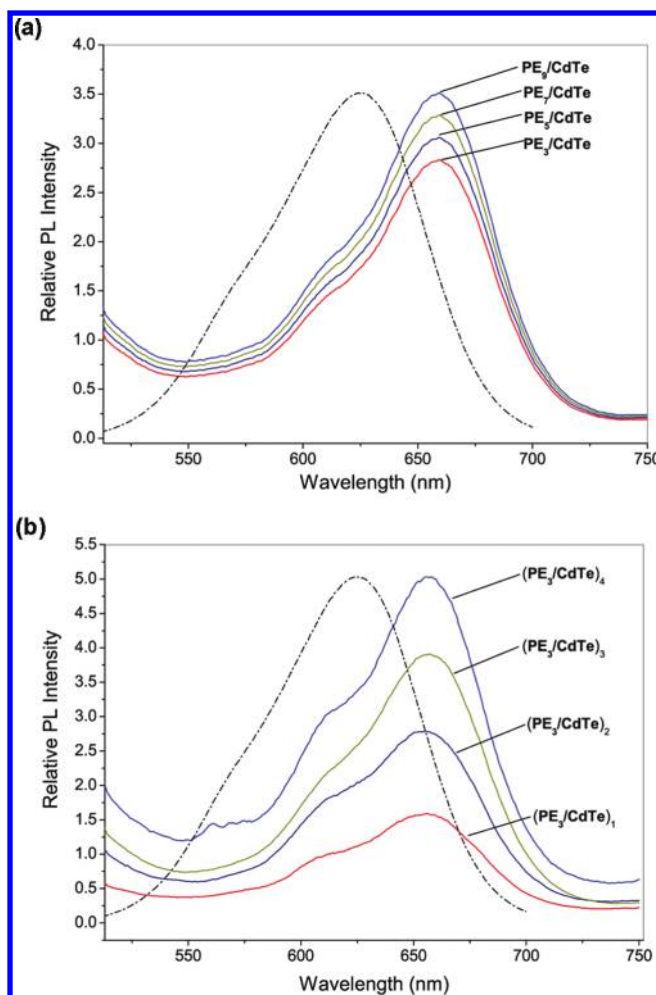 (a)
4.0
3.5
3.0
2.5
2.0
1.5
1.0
0.5
0.0
Relative PL Intensity
PE₉/CdTe
PE₇/CdTe
PE₅/CdTe
PE₃/CdTe
550 600 650 700 750
Wavelength (nm)
(b)
5.5
5.0
4.5
4.0
3.5
3.0
2.5
2.0
1.5
1.0
0.5
0.0
Relative PL Intensity
(PE₃/CdTe)₄
(PE₃/CdTe)₃
(PE₃/CdTe)₂
(PE₃/CdTe)₁
550 600 650 700 750
Wavelength (nm)